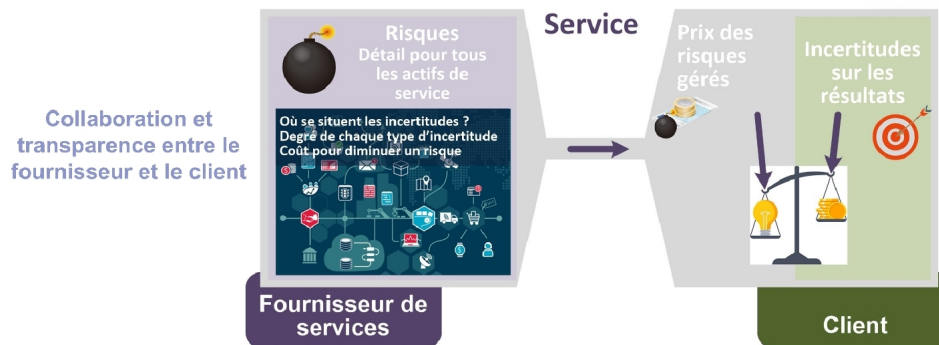 Collaboration et
transparence entre le
fournisseur et le client
Risques
Détail pour tous
les actifs de
service
Où se situent les incertitudes ?
Degré de chaque type d'incertitude
Coût pour diminuer un risque
Fournisseur de
services
Service
Prix des
risques
gérés
Incertitudes
sur les
résultats
Client